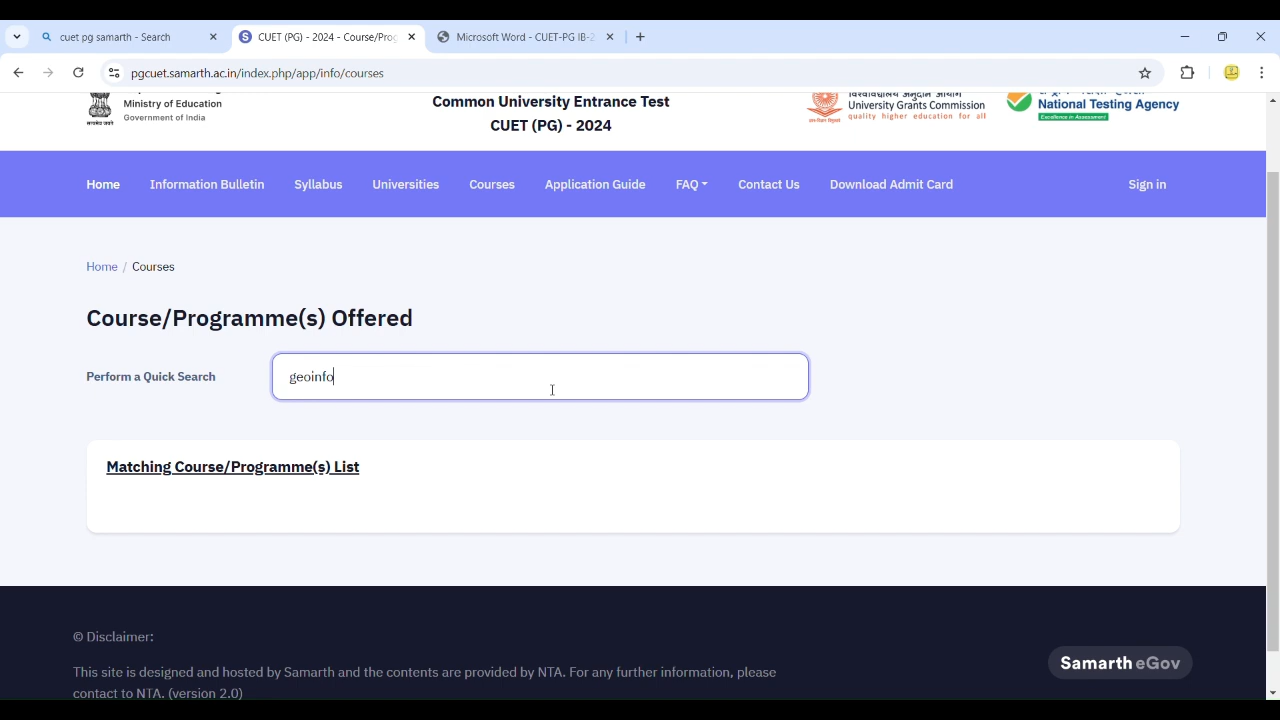 cuet pg samarth - Search
CUET (PG) - 2024 - Course/Prog
Microsoft Word - CUET-PG IB-2
pgcuet.samarth.ac.in/index.php/app/info/courses
Ministry of Education
Government of India
Common University Entrance Test
CUET (PG) - 2024
विश्वविद्यालय अनुदान आयोग
University Grants Commission
quality higher education for all
National Testing Agency
Excellence in Assessment
Home
Information Bulletin
Syllabus
Universities
Courses
Application Guide
FAQ
Contact Us
Download Admit Card
Sign in
Home / Courses
Course/Programme(s) Offered
Perform a Quick Search
geoinfo
Matching Course/Programme(s) List
© Disclaimer:
This site is designed and hosted by Samarth and the contents are provided by NTA. For any further information, please
contact to NTA. (version 2.0)
Samarth eGov